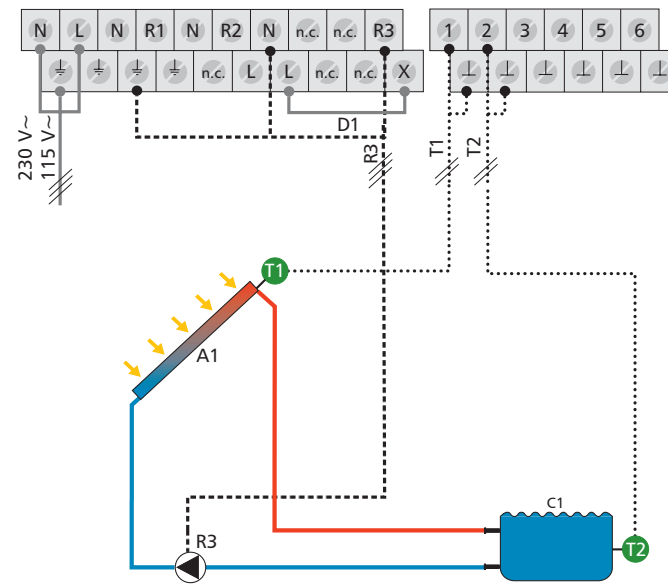 N L N R1 N R2 N n.c. n.c. R3
1 2 3 4 5 6
n.c. L L n.c. n.c. X
D1
230 V~
115 V~
R3
T1
T2
T1
A1
C1
R3
T2